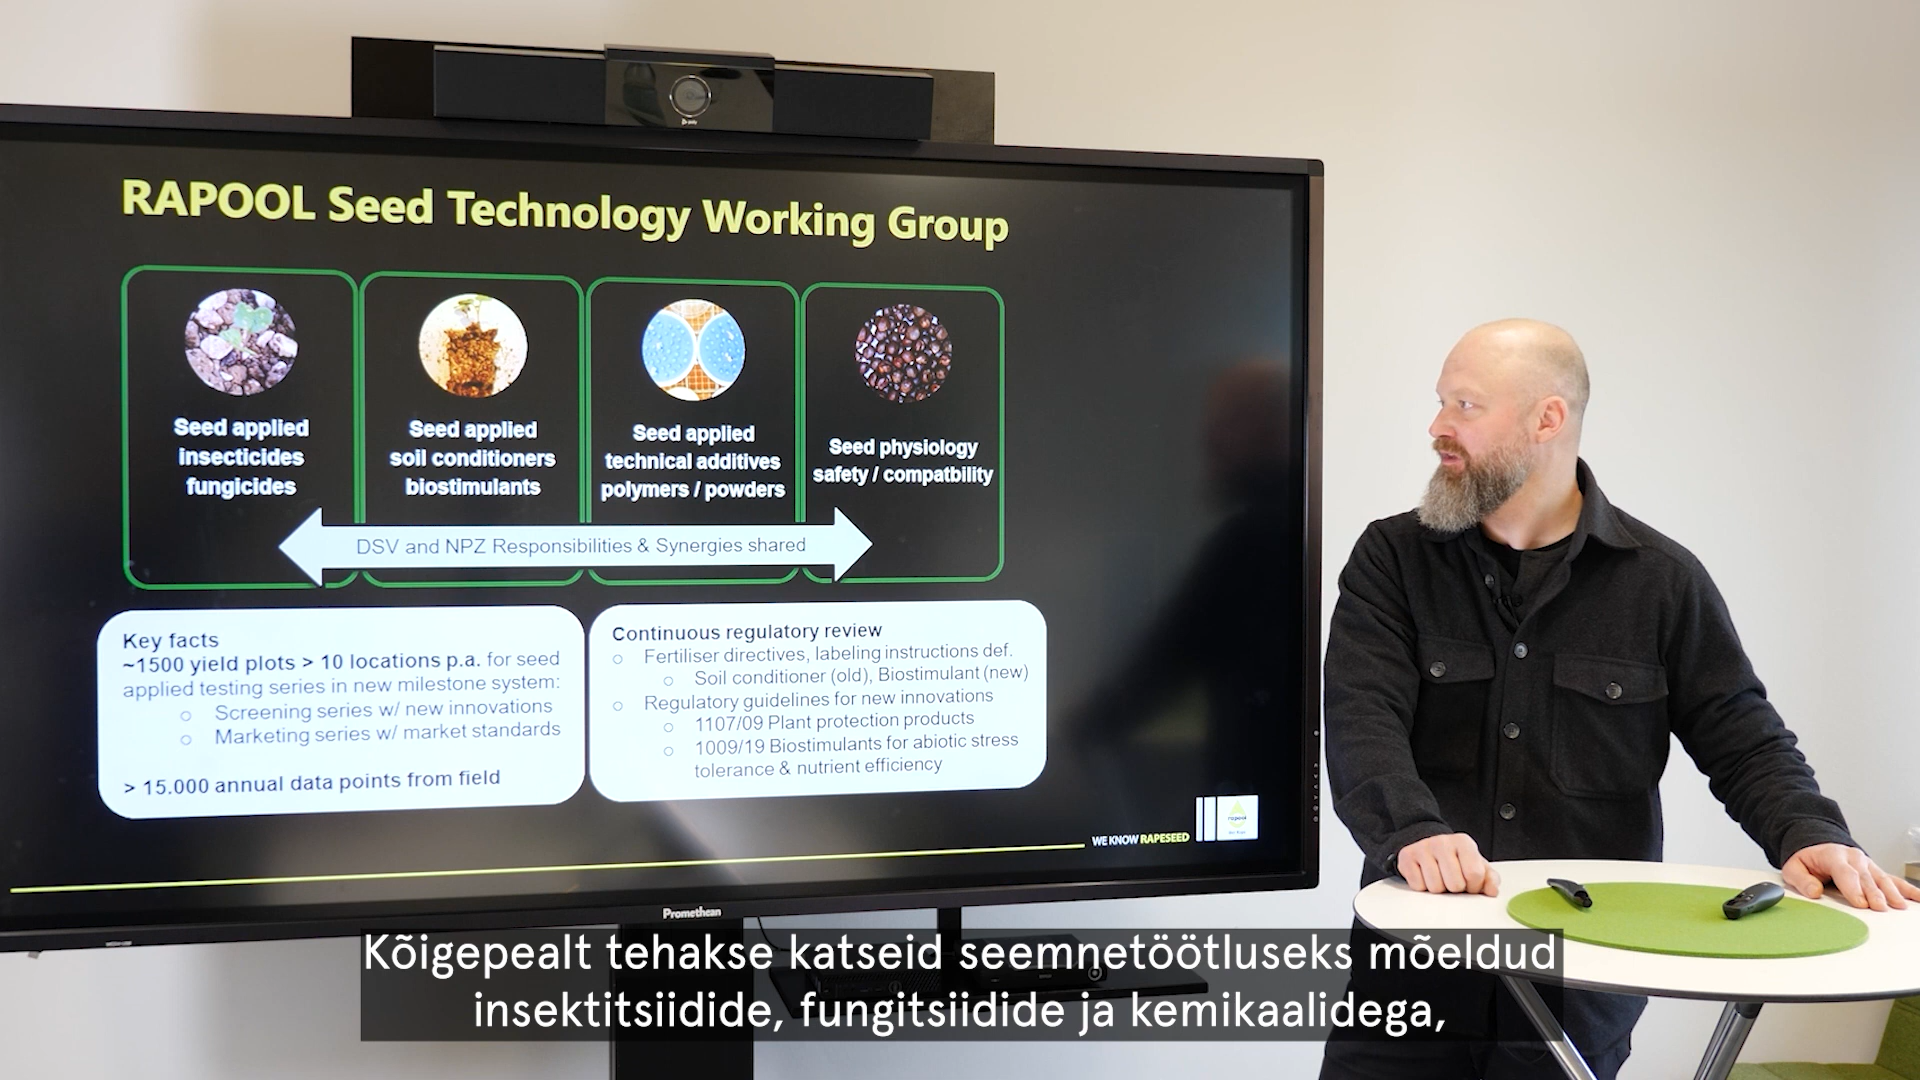 poly
RAPOOL Seed Technology Working Group
Seed applied
insecticides
fungicides
Seed applied
soil conditioners
biostimulants
Seed applied
technical additives
polymers / powders
Seed physiology
safety / compatbility
DSV and NPZ Responsibilities & Synergies shared
Key facts
~1500 yield plots > 10 locations p.a. for seed
applied testing series in new milestone system:
○ Screening series w/ new innovations
○ Marketing series w/ market standards
> 15.000 annual data points from field
Continuous regulatory review
○ Fertiliser directives, labeling instructions def.
○ Soil conditioner (old), Biostimulant (new)
○ Regulatory guidelines for new innovations
○ 1107/09 Plant protection products
○ 1009/19 Biostimulants for abiotic stress
tolerance & nutrient efficiency
WE KNOW RAPESEED
rapool
Promethean
Kõigepealt tehakse katseid seemnetöötluseks mõeldud
insektitsiidide, fungitsiidide ja kemikaalidega,